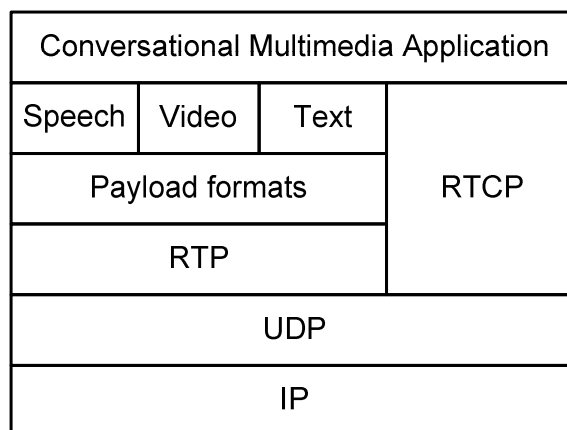 Conversational Multimedia Application
Speech Video Text
Payload formats
RTCP
RTP
UDP
IP